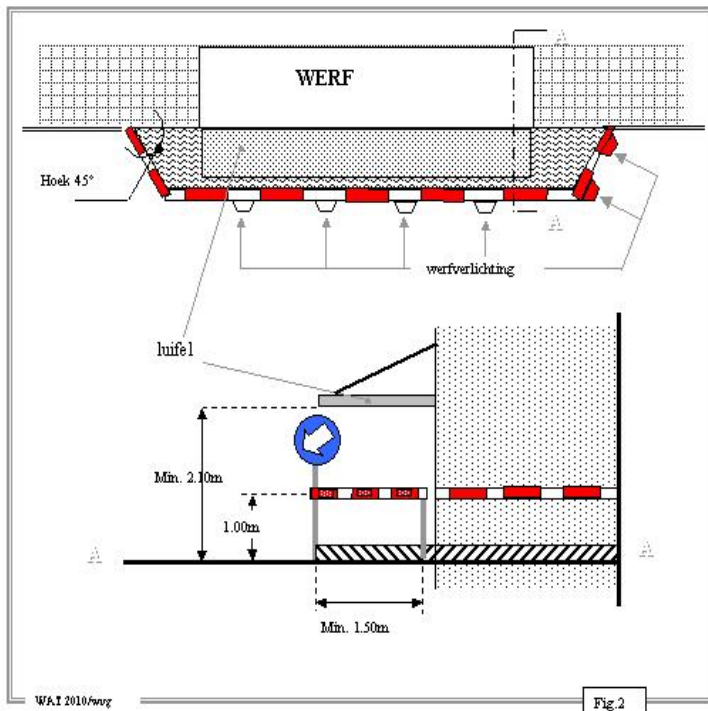 A
WERF
Hoek 45°
A
werfverlichting
luifel
Min. 2.10m
1.00m
A
A
Min. 1.50m
WAT 2010/wvg
Fig.2